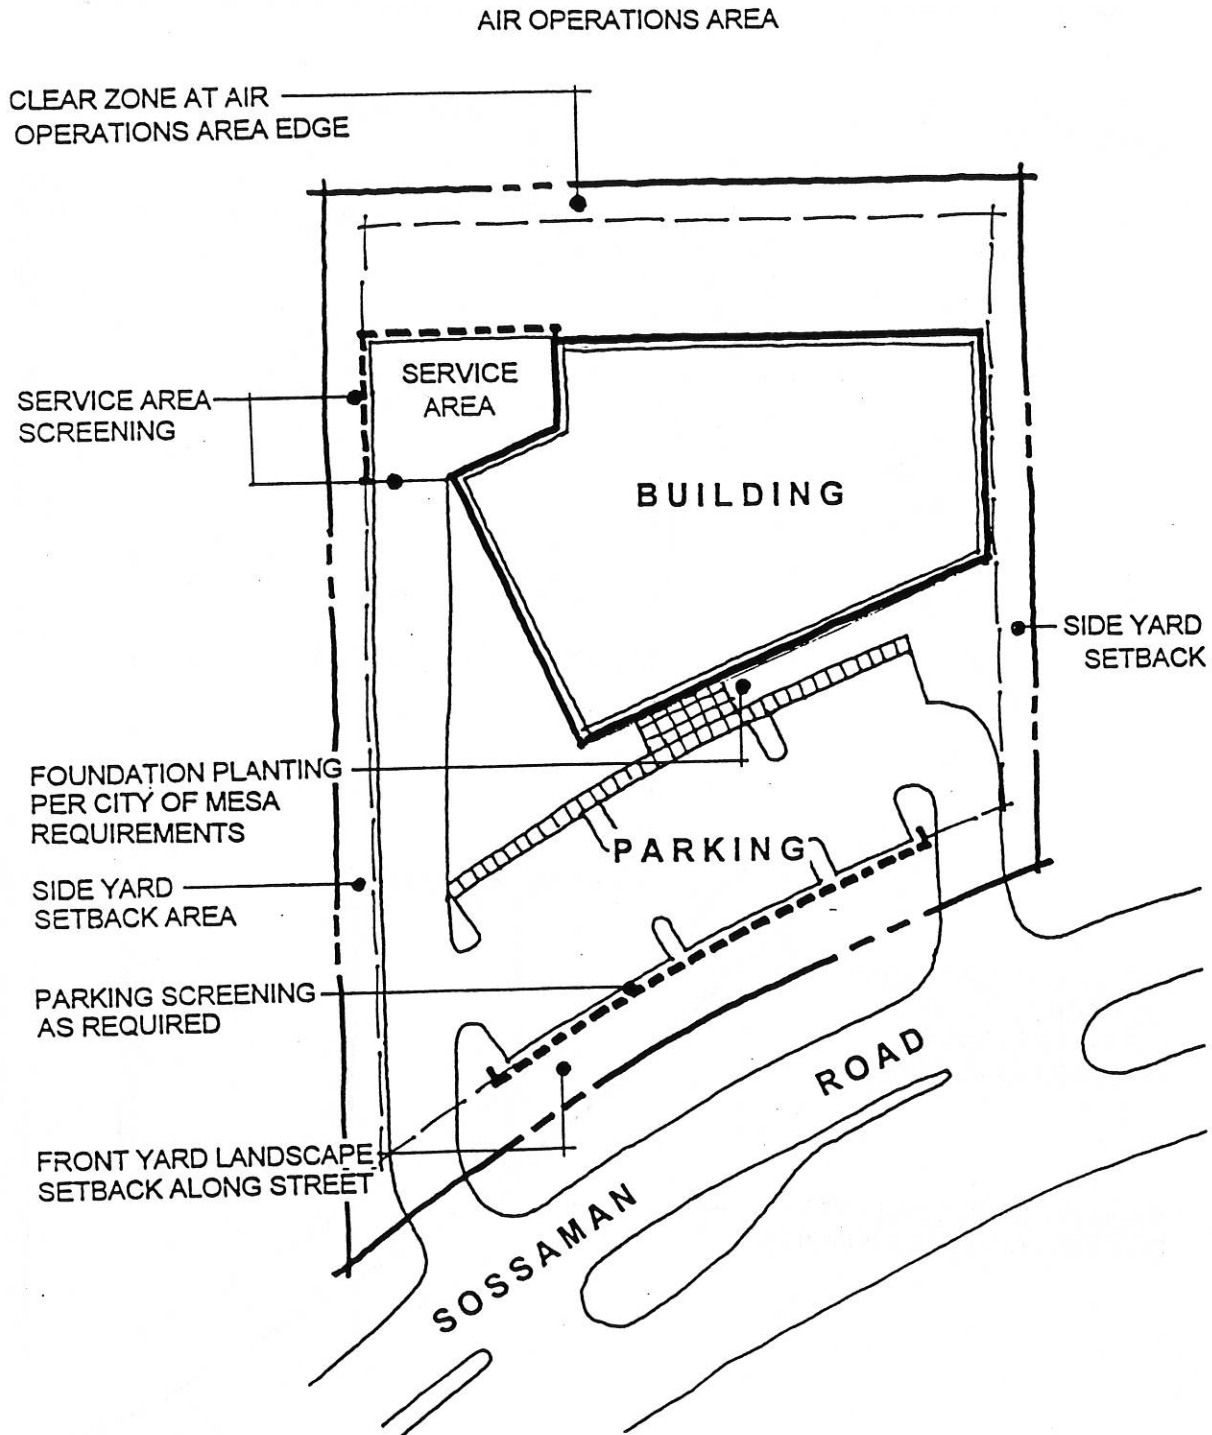 AIR OPERATIONS AREA
CLEAR ZONE AT AIR
OPERATIONS AREA EDGE
SERVICE
AREA
SERVICE AREA
SCREENING
BUILDING
SIDE YARD
SETBACK
FOUNDATION PLANTING
PER CITY OF MESA
REQUIREMENTS
PARKING
SIDE YARD
SETBACK AREA
PARKING SCREENING
AS REQUIRED
FRONT YARD LANDSCAPE
SETBACK ALONG STREET
SOSSAMAN ROAD